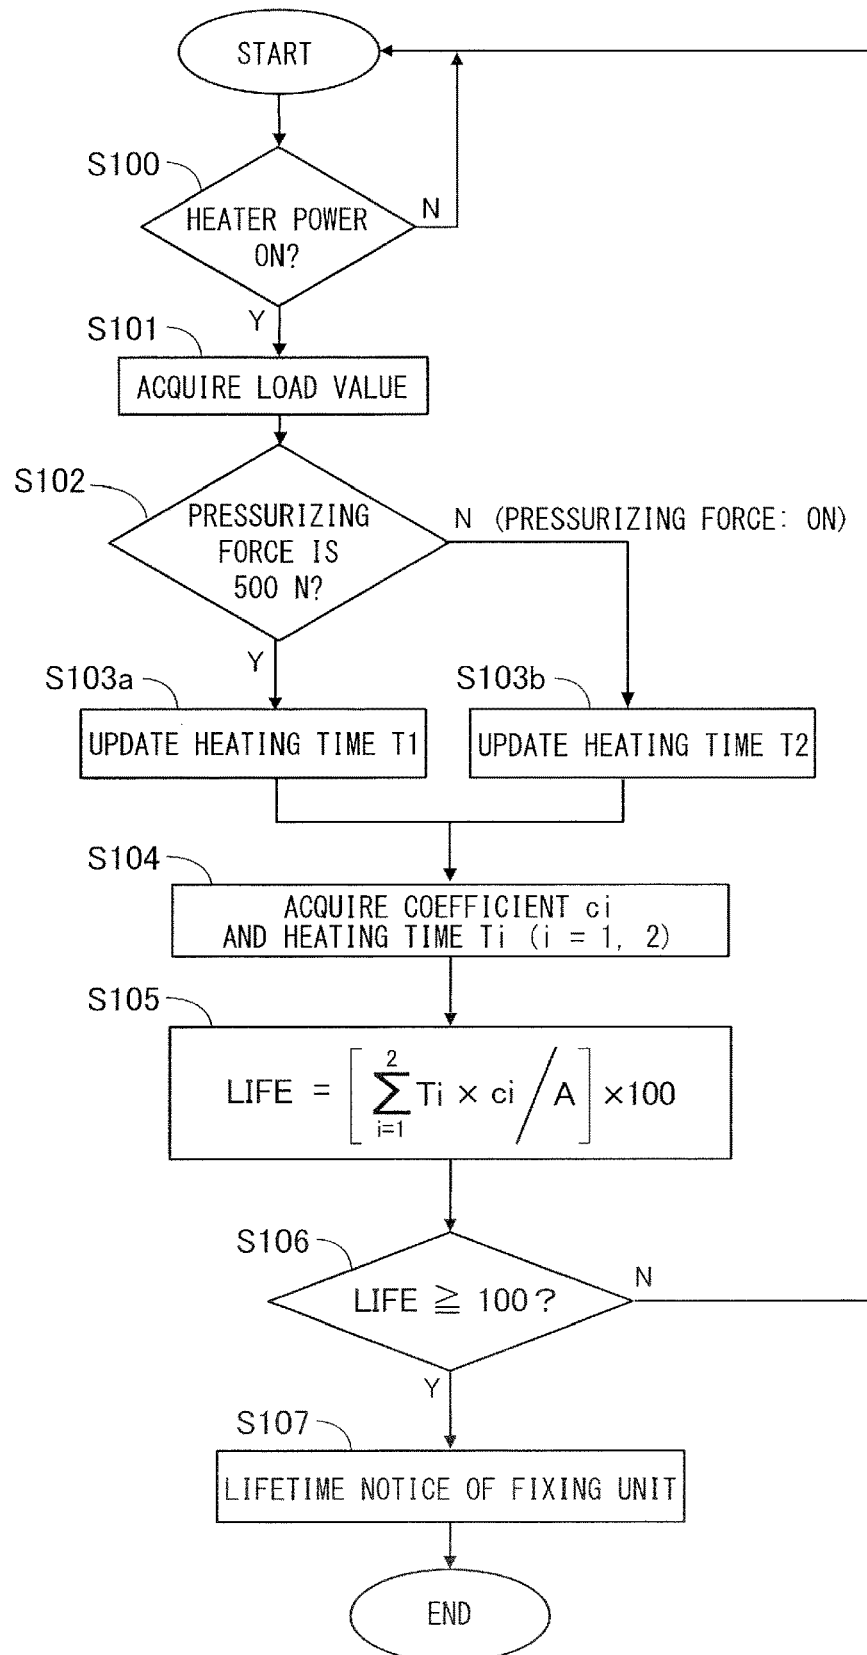 START
S100
HEATER POWER
ON?
N
Y
S101
ACQUIRE LOAD VALUE
S102
PRESSURIZING
FORCE IS
500 N?
N (PRESSURIZING FORCE: ON)
Y
S103a
UPDATE HEATING TIME T1
S103b
UPDATE HEATING TIME T2
S104
ACQUIRE COEFFICIENT ci
AND HEATING TIME Ti (i = 1, 2)
S105
LIFE = [ 2∑i=1 Ti × ci / A ] ×100
S106
LIFE ≧ 100?
N
Y
S107
LIFETIME NOTICE OF FIXING UNIT
END